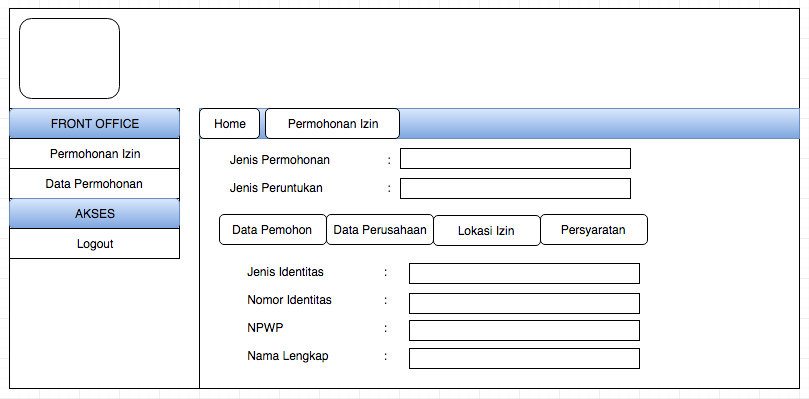 FRONT OFFICE
Permohonan Izin
Data Permohonan
AKSES
Logout
Home
Permohonan Izin
Jenis Permohonan :
Jenis Peruntukan :
Data Pemohon
Data Perusahaan
Lokasi Izin
Persyaratan
Jenis Identitas :
Nomor Identitas :
NPWP :
Nama Lengkap :